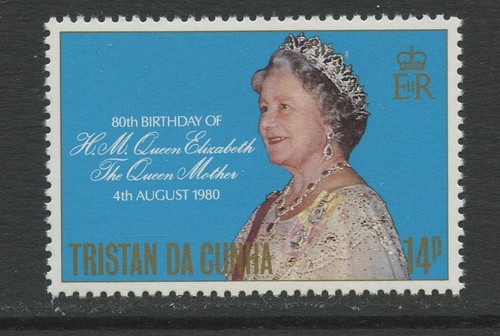 80th BIRTHDAY OF
H.M. Queen Elizabeth
The Queen Mother
4th AUGUST 1980
EIIR
TRISTAN DA CUNHA
14P